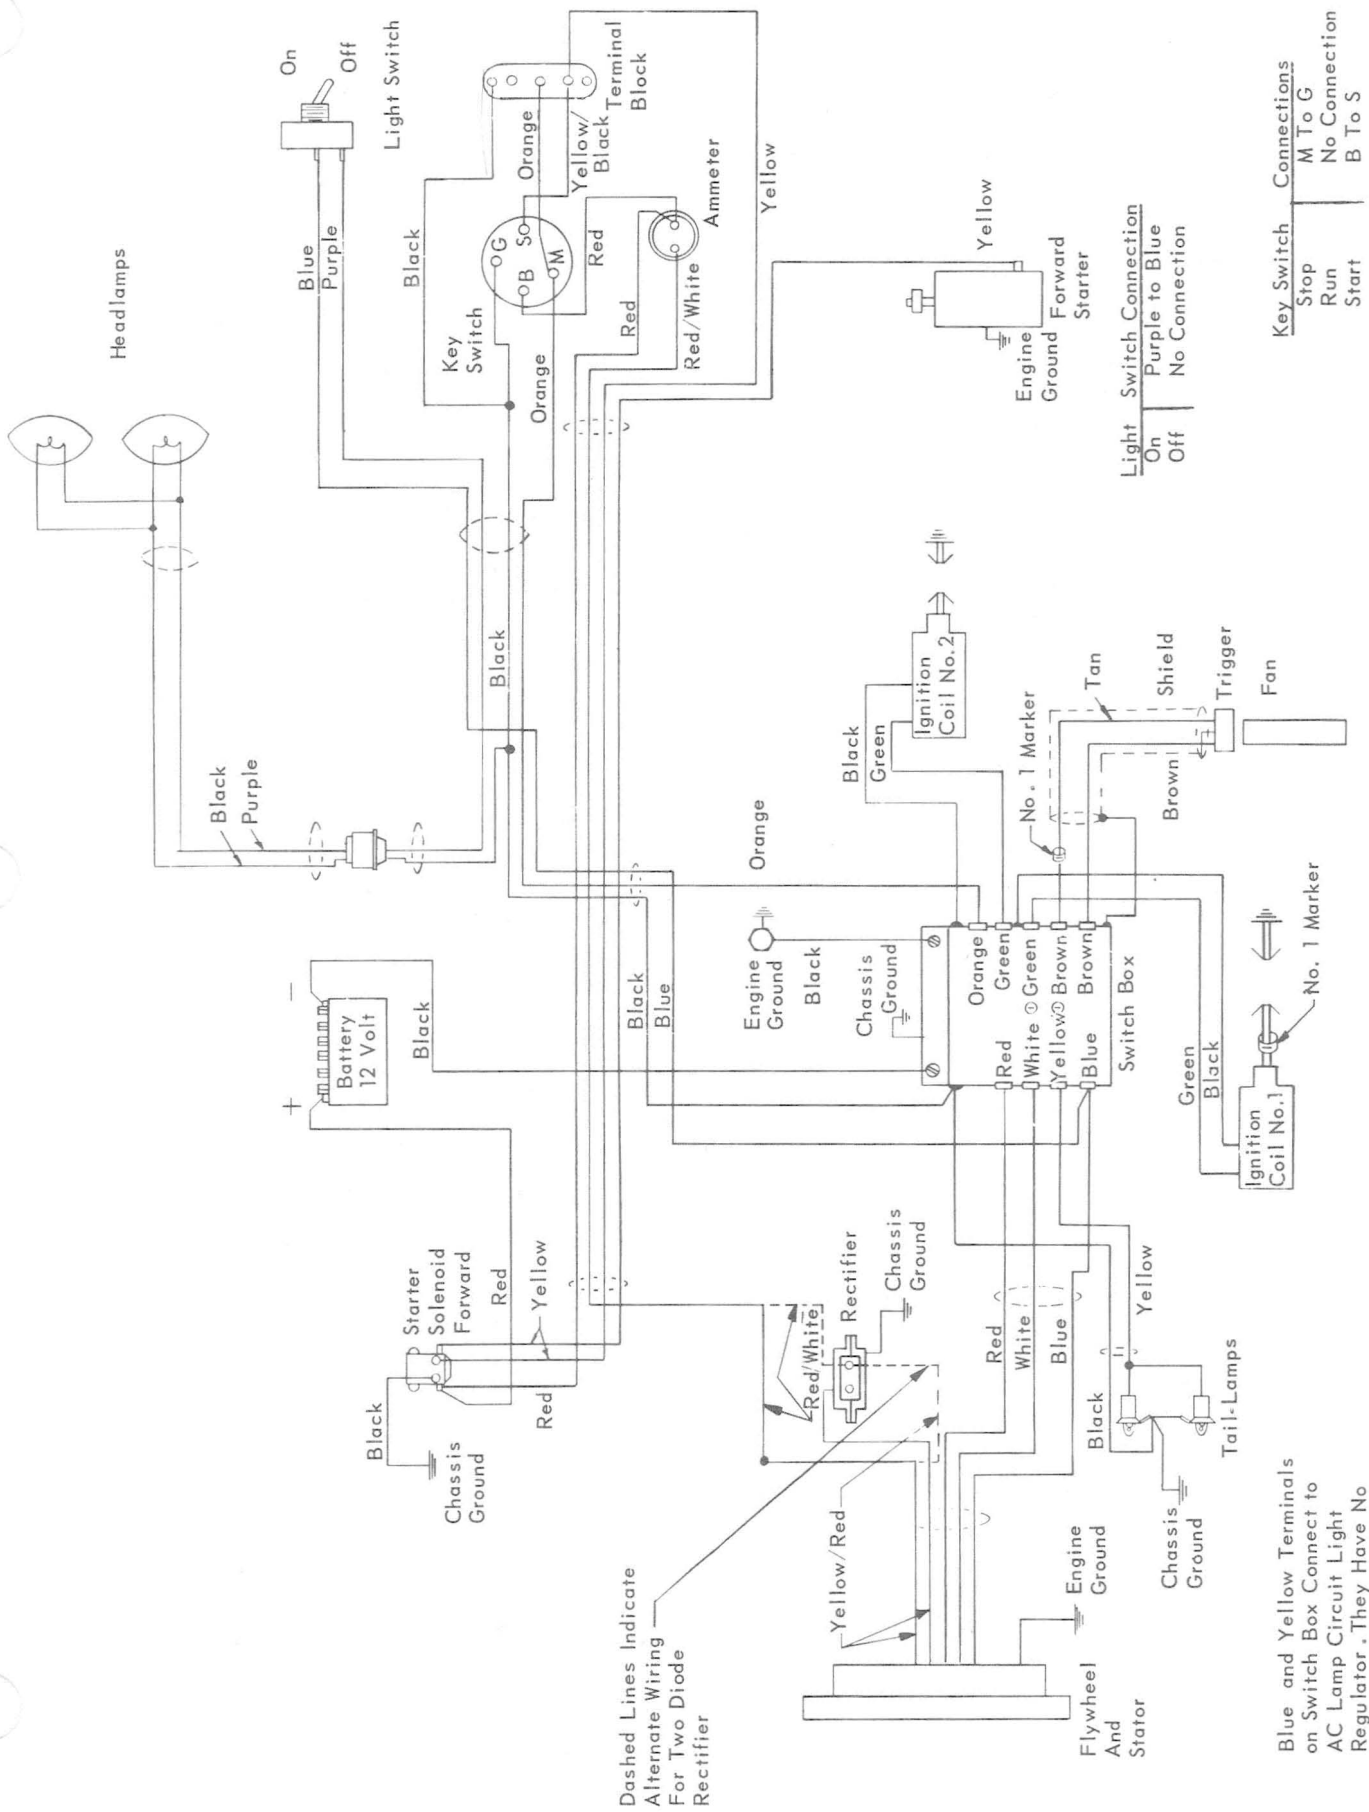 Headlamps
On
Off
Light Switch
Blue
Purple
Black
Terminal
Block
Orange
Yellow/
Black
G
S
B
M
Key
Switch
Red
Ammeter
Yellow
Red
Red/White
Orange
Black
Black
Purple
Yellow
Forward
Starter
Engine
Ground
Light Switch Connection
On Purple to Blue
Off No Connection
Key Switch Connections
Stop M To G
Run No Connection
Start B To S
Battery
12 Volt
+
−
Black
Starter
Solenoid
Forward
Red
Yellow
Black
Red
Chassis
Ground
Black
Blue
Orange
Engine
Ground
Black
Chassis
Ground
Black
Green
Ignition
Coil No.2
No. 1 Marker
Tan
Shield
Trigger
Fan
Brown
Orange
Green
Red
White ① Green
Yellow ① Brown
Blue Brown
Switch Box
Green
Black
Ignition
Coil No.1
No. 1 Marker
Rectifier
Chassis
Ground
Red/White
Red
White
Blue
Yellow
Black
Tail-Lamps
Chassis
Ground
Yellow/Red
Engine
Ground
Flywheel
And
Stator
Dashed Lines Indicate
Alternate Wiring
For Two Diode
Rectifier
Blue and Yellow Terminals
on Switch Box Connect to
AC Lamp Circuit Light
Regulator. They Have No